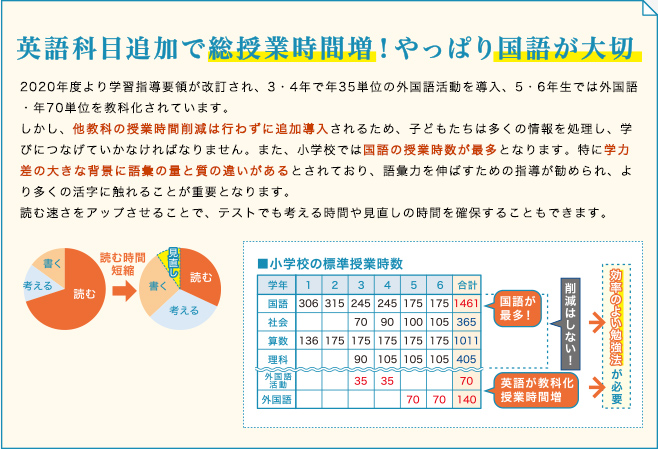 英語科目追加で総授業時間増！やっぱり国語が大切
2020年度より学習指導要領が改訂され、3・4年で年35単位の外国語活動を導入、5・6年生では外国語
・年70単位を教科化されています。
しかし、他教科の授業時間削減は行わずに追加導入されるため、子どもたちは多くの情報を処理し、学
びにつなげていかなければなりません。また、小学校では国語の授業時数が最多となります。特に学力
差の大きな背景に語彙の量と質の違いがあるとされており、語彙力を伸ばすための指導が勧められ、よ
り多くの活字に触れることが重要となります。
読む速さをアップさせることで、テストでも考える時間や見直しの時間を確保することもできます。
書く
考える
読む
読む時間
短縮
見直し
書く
読む
考える
■小学校の標準授業時数
学年 1 2 3 4 5 6 合計
国語 306 315 245 245 175 175 1461
社会 70 90 100 105 365
算数 136 175 175 175 175 175 1011
理科 90 105 105 105 405
外国語
活動 35 35 70
外国語 70 70 140
国語が
最多！
削減はしない！
英語が教科化
授業時間増
効率のよい勉強法が必要